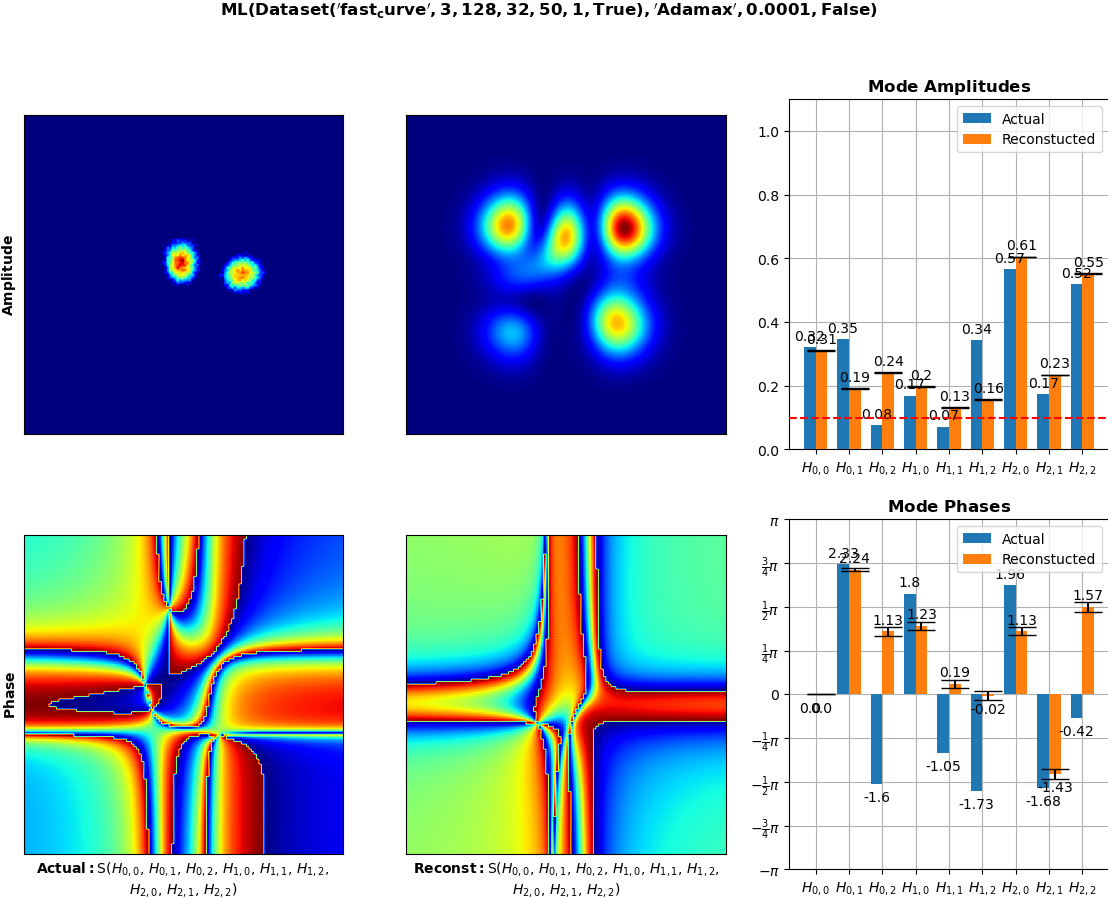 ML(Dataset(′fast_curve′, 3, 128, 32, 50, 1, True), ′Adamax′, 0.0001, False)
Amplitude
Mode Amplitudes
Actual
Reconstucted
1.0
0.8
0.6
0.4
0.2
0.0
0.32 0.31 0.35 0.19 0.08 0.24 0.17 0.2 0.07 0.13 0.34 0.16 0.57 0.61 0.17 0.23 0.52 0.55
H0,0 H0,1 H0,2 H1,0 H1,1 H1,2 H2,0 H2,1 H2,2
Phase
Actual: S(H0,0, H0,1, H0,2, H1,0, H1,1, H1,2,
H2,0, H2,1, H2,2)
Reconst: S(H0,0, H0,1, H0,2, H1,0, H1,1, H1,2,
H2,0, H2,1, H2,2)
Mode Phases
Actual
Reconstucted
π
3/4π
1/2π
1/4π
0
−1/4π
−1/2π
−3/4π
−π
0.0 0.0 2.33 2.24 -1.6 1.13 1.8 1.23 -1.05 0.19 -1.73 -0.02 1.96 1.13 -1.68 -1.43 -0.42 1.57
H0,0 H0,1 H0,2 H1,0 H1,1 H1,2 H2,0 H2,1 H2,2